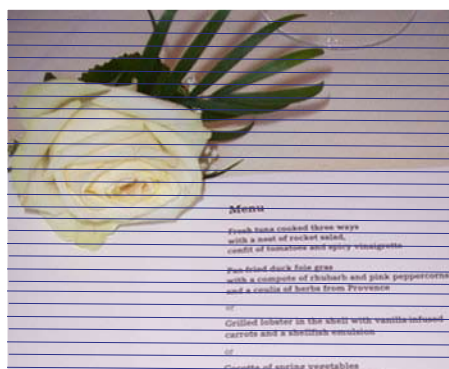 Menu
Fresh tuna cooked three ways
with a nest of rocket salad,
confit of tomatoes and spicy vinaigrette
Pan fried duck foie gras
with a compote of rhubarb and pink peppercorns
and a coulis of herbs from Provence
or
Grilled lobster in the shell with vanilla-infused
carrots and a shellfish emulsion
or
Cocotte of spring vegetables